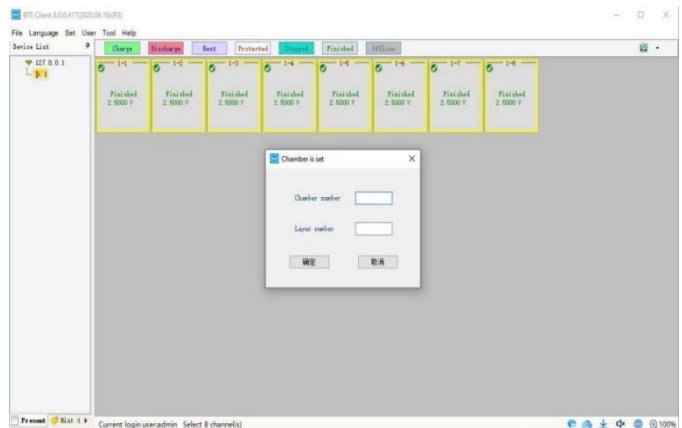 BTS Client 8.0.0.417(2020.06.16)(R3)
File Language Set User Tool Help
Device List
Charge Discharge Rest Protected Stopped Finished Offline
127.0.0.1
1
1-1 1-2 1-3 1-4 1-5 1-6 1-7 1-8
Finished Finished Finished Finished Finished Finished Finished Finished
2.5000 V 2.5000 V 2.5000 V 2.5000 V 2.5000 V 2.5000 V 2.5000 V 2.5000 V
Chamber is set
Chamber number
Layer number
确定 取消
Present Hist
Current login user:admin Select 8 channel(s)
100%